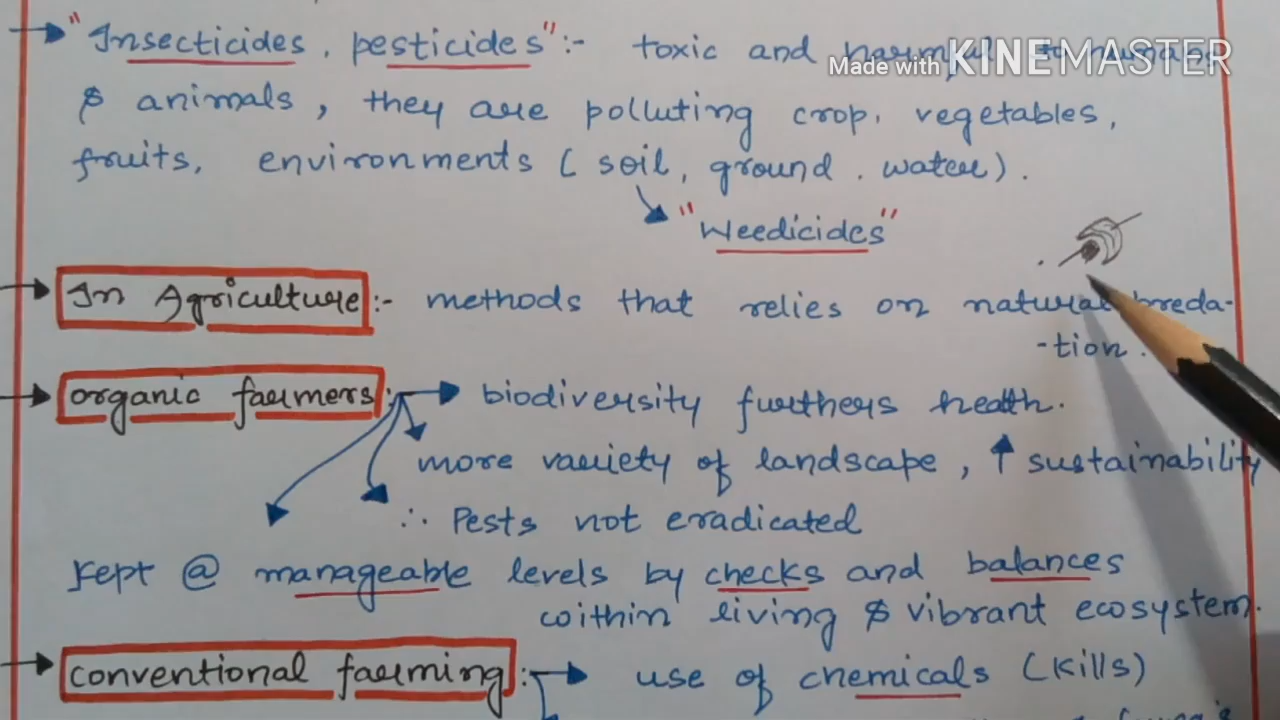 → "Insecticides, pesticides" :- toxic and harmful to humans
Made with KINEMASTER
& animals, they are polluting crop, vegetables,
fruits, environments (soil, ground. water).
"Weedicides"
→ In Agriculture :- methods that relies on natural preda-
-tion.
→ organic farmers :- → biodiversity furthers health.
more variety of landscape, ↑ sustainability
∴ Pests not eradicated
Kept @ manageable levels by checks and balances
within living & vibrant ecosystem.
→ conventional farming :- → use of chemicals (kills)